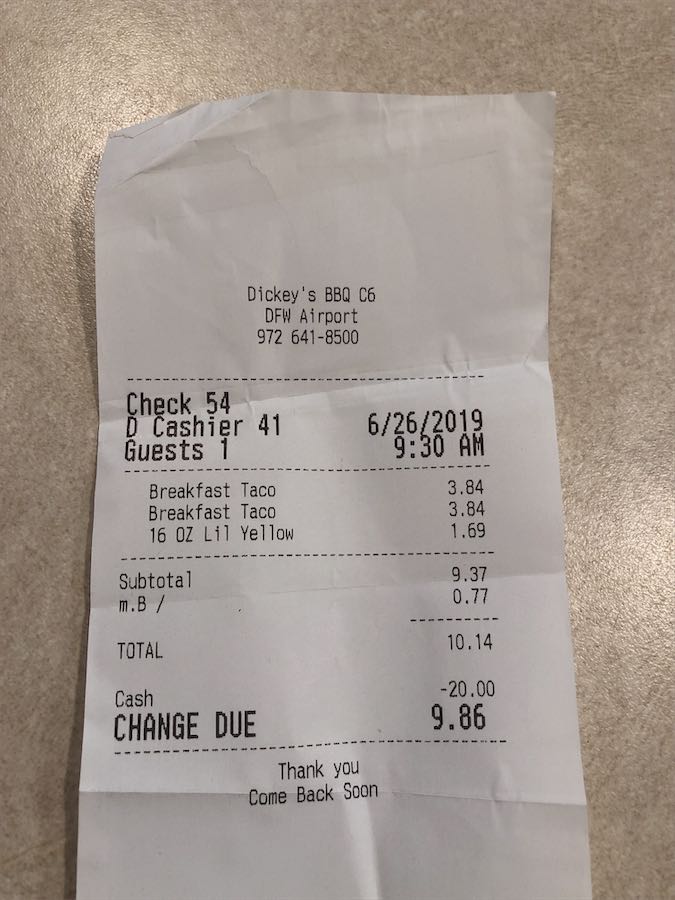 Dickey's BBQ C6
DFW Airport
972 641-8500
Check 54
D Cashier 41 6/26/2019
Guests 1 9:30 AM
Breakfast Taco 3.84
Breakfast Taco 3.84
16 OZ Lil Yellow 1.69
Subtotal 9.37
m.B / 0.77
TOTAL 10.14
Cash -20.00
CHANGE DUE 9.86
Thank you
Come Back Soon